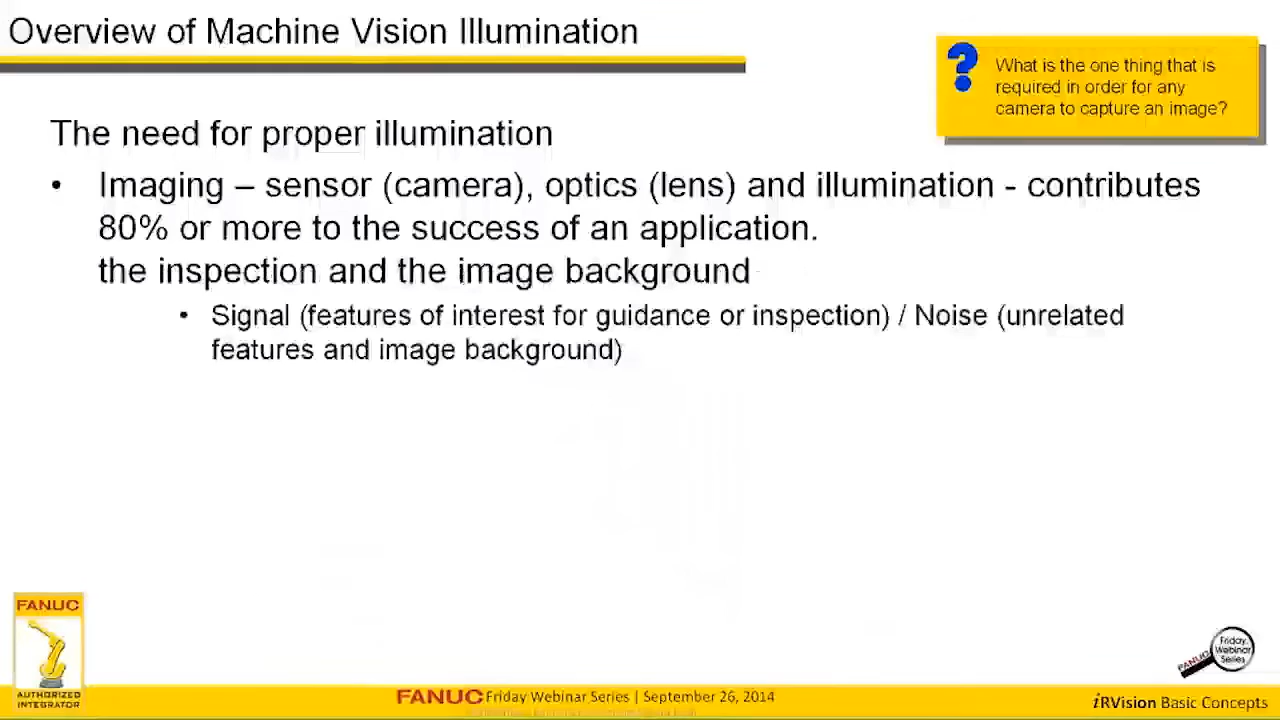 Overview of Machine Vision Illumination
What is the one thing that is
required in order for any
camera to capture an image?
The need for proper illumination
• Imaging – sensor (camera), optics (lens) and illumination - contributes
80% or more to the success of an application.
the inspection and the image background
• Signal (features of interest for guidance or inspection) / Noise (unrelated
features and image background)
FANUC
AUTHORIZED
INTEGRATOR
FANUC Friday Webinar Series | September 26, 2014
FANUC
Friday
Webinar
Series
iRVision Basic Concepts